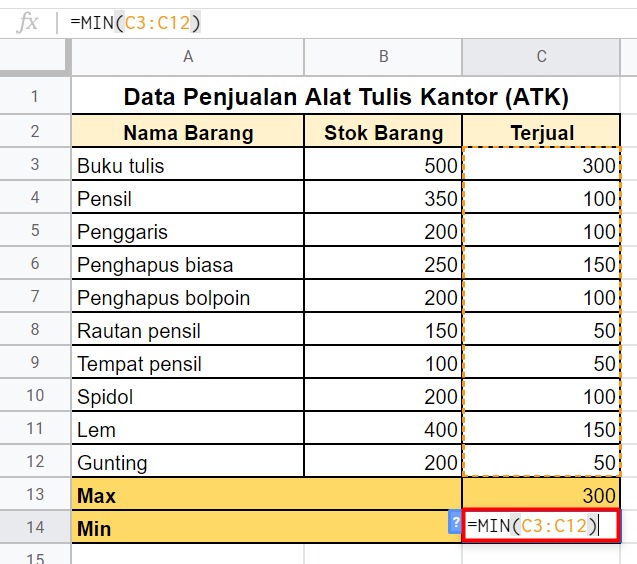 fx =MIN(C3:C12)
A B C
1 Data Penjualan Alat Tulis Kantor (ATK)
2 Nama Barang Stok Barang Terjual
3 Buku tulis 500 300
4 Pensil 350 100
5 Penggaris 200 100
6 Penghapus biasa 250 150
7 Penghapus bolpoin 200 100
8 Rautan pensil 150 50
9 Tempat pensil 100 50
10 Spidol 200 100
11 Lem 400 150
12 Gunting 200 50
13 Max 300
14 Min ? =MIN(C3:C12)
15